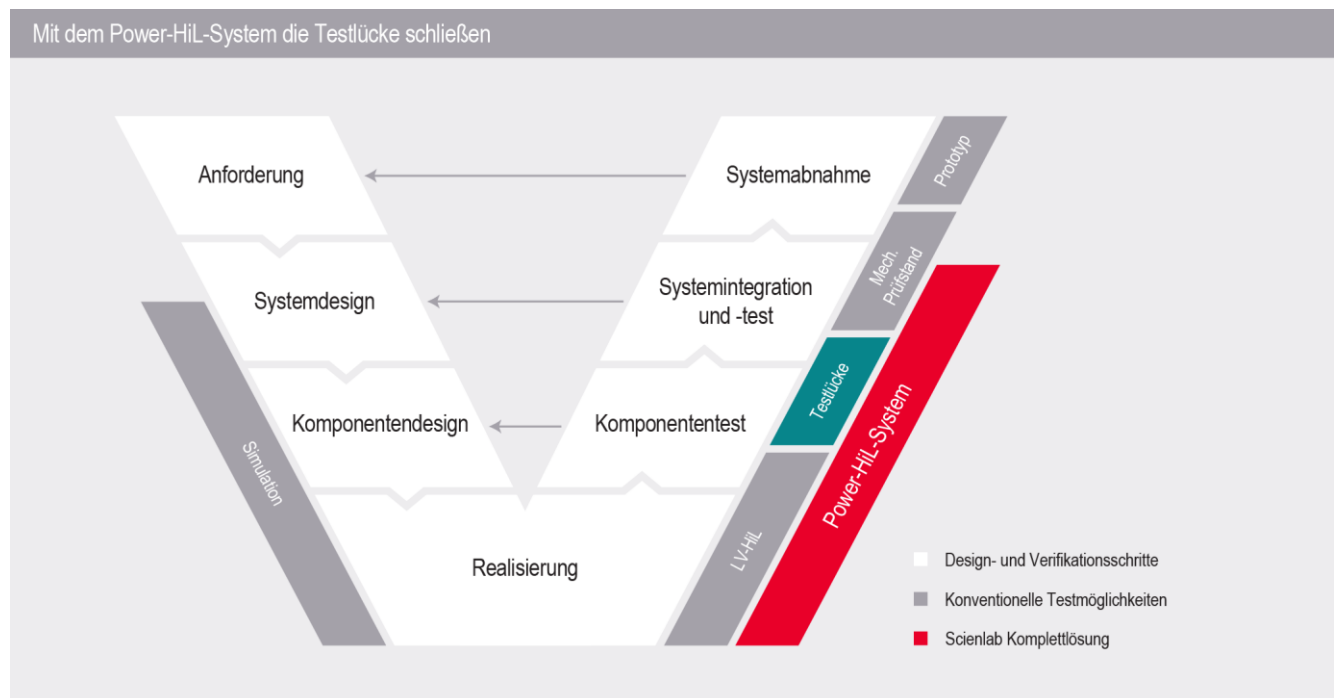 Mit dem Power-HiL-System die Testlücke schließen
Anforderung
Systemabnahme
Prototyp
Systemdesign
Systemintegration
und -test
Mech.
Prüfstand
Komponentendesign
Komponententest
Testlücke
Simulation
Realisierung
LV-HiL
Power-HiL-System
Design- und Verifikationsschritte
Konventionelle Testmöglichkeiten
Scienlab Komplettlösung